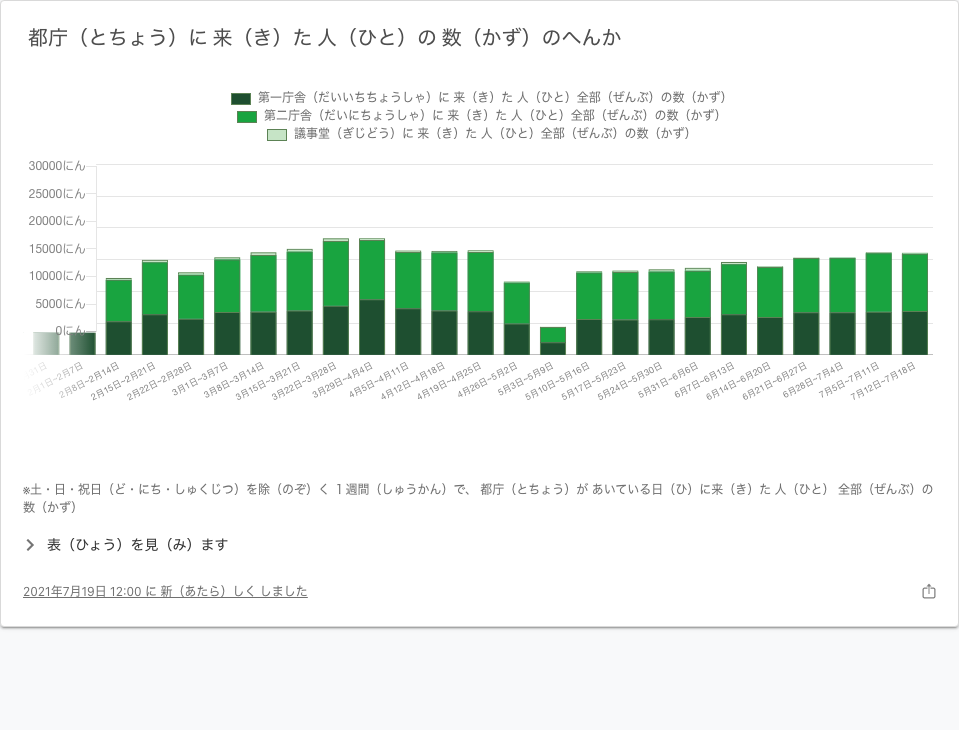 都庁（とちょう）に 来（き）た 人（ひと）の 数（かず）のへんか
第一庁舎（だいいちちょうしゃ）に 来（き）た 人（ひと）全部（ぜんぶ）の数（かず）
第二庁舎（だいにちょうしゃ）に 来（き）た 人（ひと）全部（ぜんぶ）の数（かず）
議事堂（ぎじどう）に 来（き）た 人（ひと）全部（ぜんぶ）の数（かず）
30000にん
25000にん
20000にん
15000にん
10000にん
5000にん
0にん
2月1日~2月7日
2月8日~2月14日
2月15日~2月21日
2月22日~2月28日
3月1日~3月7日
3月8日~3月14日
3月15日~3月21日
3月22日~3月28日
3月29日~4月4日
4月5日~4月11日
4月12日~4月18日
4月19日~4月25日
4月26日~5月2日
5月3日~5月9日
5月10日~5月16日
5月17日~5月23日
5月24日~5月30日
5月31日~6月6日
6月7日~6月13日
6月14日~6月20日
6月21日~6月27日
6月28日~7月4日
7月5日~7月11日
7月12日~7月18日
※土・日・祝日（ど・にち・しゅくじつ）を除（のぞ）く １週間（しゅうかん）で、 都庁（とちょう）が あいている日（ひ）に来（き）た 人（ひと） 全部（ぜんぶ）の
数（かず）
表（ひょう）を見（み）ます
2021年7月19日 12:00 に 新（あたら）しく しました